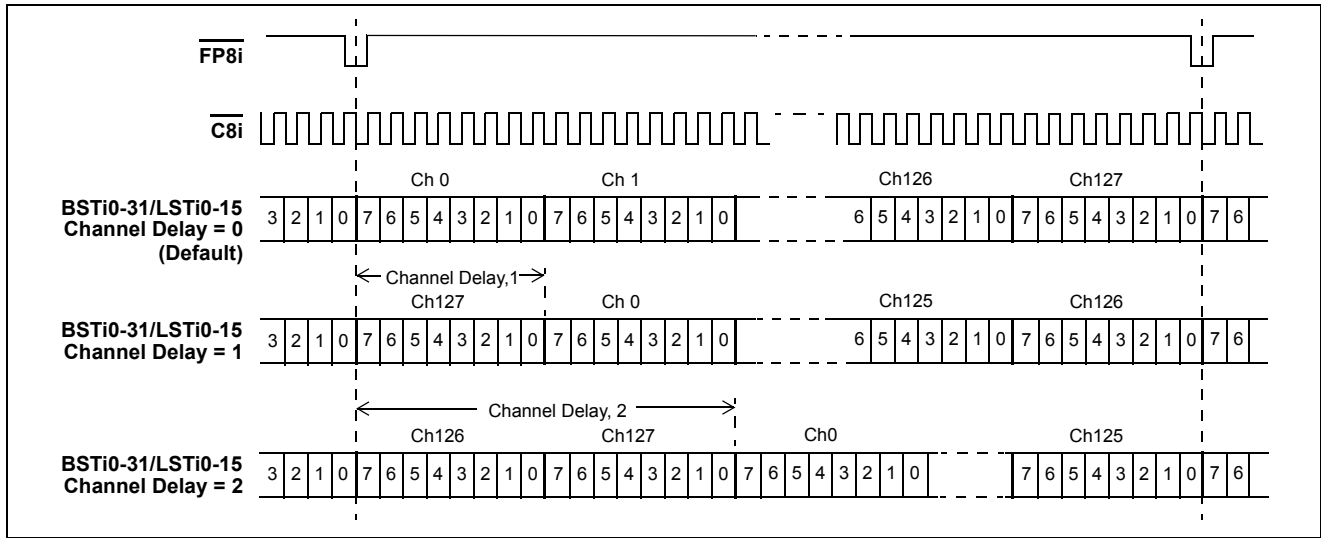 FP8i
C8i
Ch 0 Ch 1 Ch126 Ch127
BSTi0-31/LSTi0-15
Channel Delay = 0
(Default)
3 2 1 0 7 6 5 4 3 2 1 0 7 6 5 4 3 2 1 0 6 5 4 3 2 1 0 7 6 5 4 3 2 1 0 7 6
Channel Delay,1
Ch127 Ch 0 Ch125 Ch126
BSTi0-31/LSTi0-15
Channel Delay = 1
3 2 1 0 7 6 5 4 3 2 1 0 7 6 5 4 3 2 1 0 6 5 4 3 2 1 0 7 6 5 4 3 2 1 0 7 6
Channel Delay, 2
Ch126 Ch127 Ch0 Ch125
BSTi0-31/LSTi0-15
Channel Delay = 2
3 2 1 0 7 6 5 4 3 2 1 0 7 6 5 4 3 2 1 0 7 6 5 4 3 2 1 0 7 6 5 4 3 2 1 0 7 6